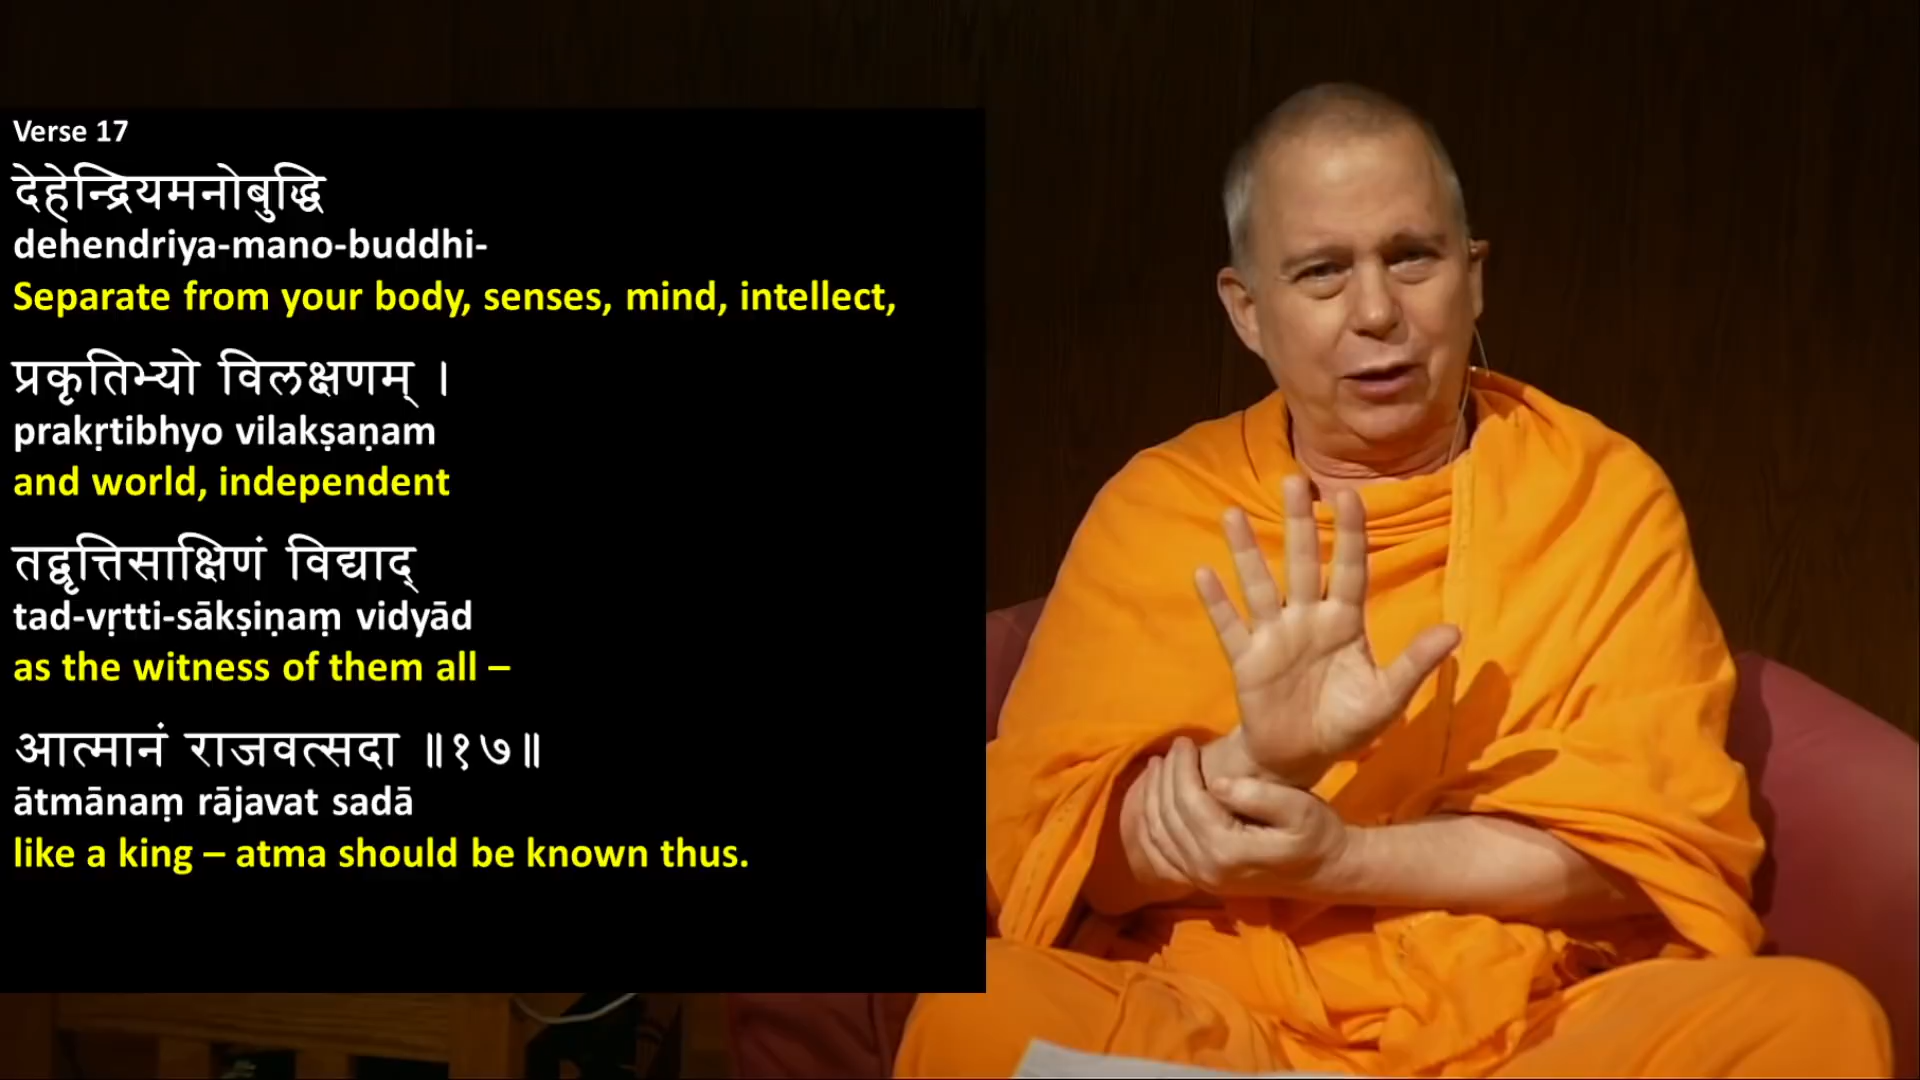 Verse 17
देहेन्द्रियमनोबुद्धि
dehendriya-mano-buddhi-
Separate from your body, senses, mind, intellect,
प्रकृतिभ्यो विलक्षणम् ।
prakṛtibhyo vilakṣaṇam
and world, independent
तद्वृत्तिसाक्षिणं विद्याद्
tad-vṛtti-sākṣiṇaṃ vidyād
as the witness of them all –
आत्मानं राजवत्सदा ॥१७॥
ātmānaṃ rājavat sadā
like a king – atma should be known thus.